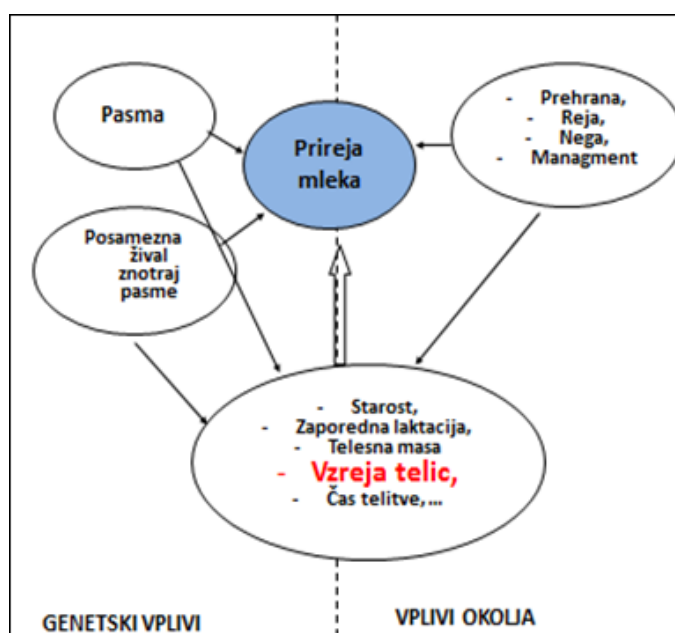 Pasma
Prireja
mleka
- Prehrana,
- Reja,
- Nega,
- Managment
Posamezna
žival
znotraj
pasme
- Starost,
- Zaporedna laktacija,
- Telesna masa
- Vzreja telic,
- Čas telitve, ...
GENETSKI VPLIVI
VPLIVI OKOLJA